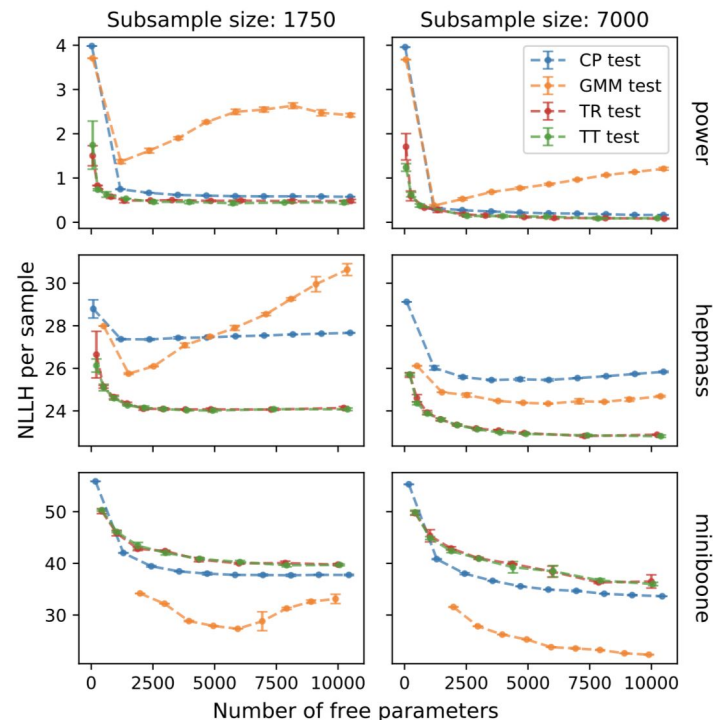 Subsample size: 1750
Subsample size: 7000
4
3
2
1
0
CP test
GMM test
TR test
TT test
power
30
28
26
24
NLLH per sample
hepmass
50
40
30
miniboone
0 2500 5000 7500 10000
0 2500 5000 7500 10000
Number of free parameters